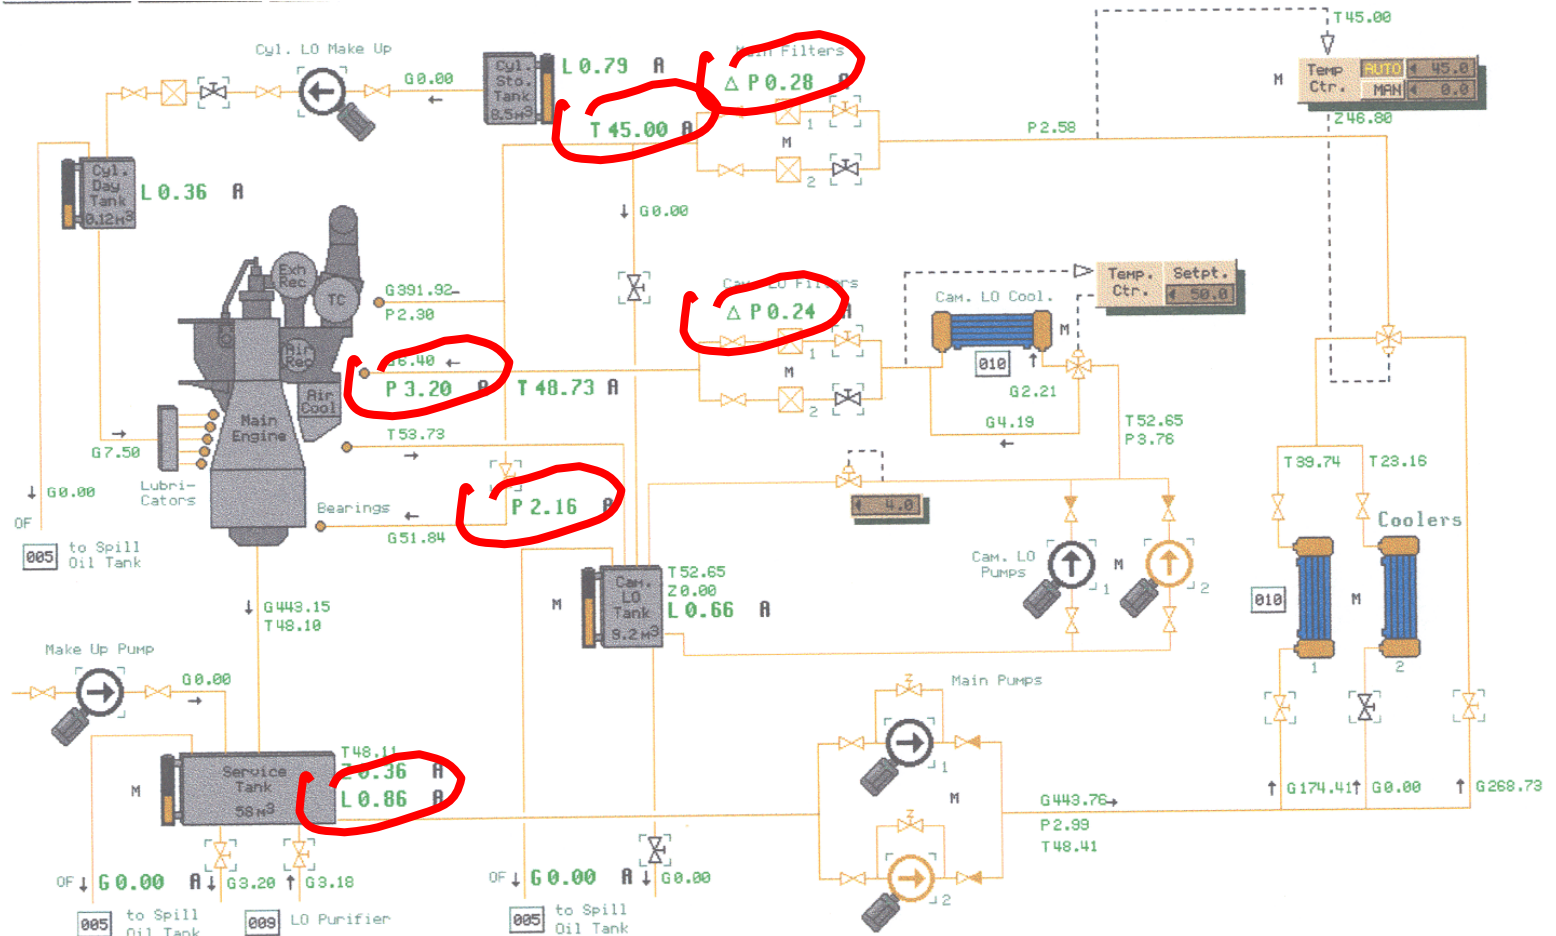 T45.00
Cyl. LO Make Up
Main Filters
G0.00
Cyl.
Sto.
Tank
8.5M3
L 0.79 A
△ P 0.28 A
T 45.00 A
M
Temp
Ctr.
AUTO
45.0
MAN
0.0
Z46.80
P2.58
1
M
2
Cyl.
Day
Tank
0.12M3
L 0.36 A
G0.00
Exh
Rec
TC
Air
Rec
Air
Cool
Main
Engine
G391.92
P2.30
Cam. LO Filters
△ P 0.24 A
1
M
2
Cam. LO Cool.
M
010
G2.21
G4.19
Temp.
Ctr.
Setpt.
50.0
G6.40
P 3.20 A
T 48.73 A
T52.65
P3.76
T53.73
G7.50
Lubri-
Cators
G0.00
OF
005
to Spill
Oil Tank
Bearings
P 2.16 A
G51.84
4.0
T39.74
T23.16
Coolers
010
M
1
2
Cam. LO
Pumps
1
M
2
M
Cam.
LO
Tank
9.2M3
T52.65
Z0.00
L 0.66 A
G443.15
T48.10
Make Up Pump
G0.00
M
Service
Tank
58M3
T48.11
Z 0.36 A
L 0.86 A
Main Pumps
1
M
2
G443.76
P2.99
T48.41
G174.41
G0.00
G268.73
OF
G 0.00 A
G3.20
G3.18
005
to Spill
Oil Tank
009
LO Purifier
OF
G 0.00 A
G0.00
005
to Spill
Oil Tank